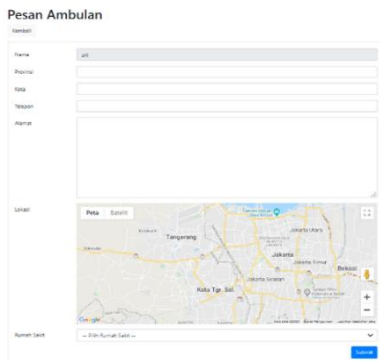 Pesan Ambulan
Kembali
Nama
Provinsi
Kota
Telepon
Alamat
Lokasi
Peta Satelit
Jakarta Utara
Tangerang
Jakarta
Jakarta Timur
Bekasi
Jakarta Selatan
Kota Tgr. Sel.
Google
Rumah Sakit
-- Pilih Rumah Sakit --
Submit